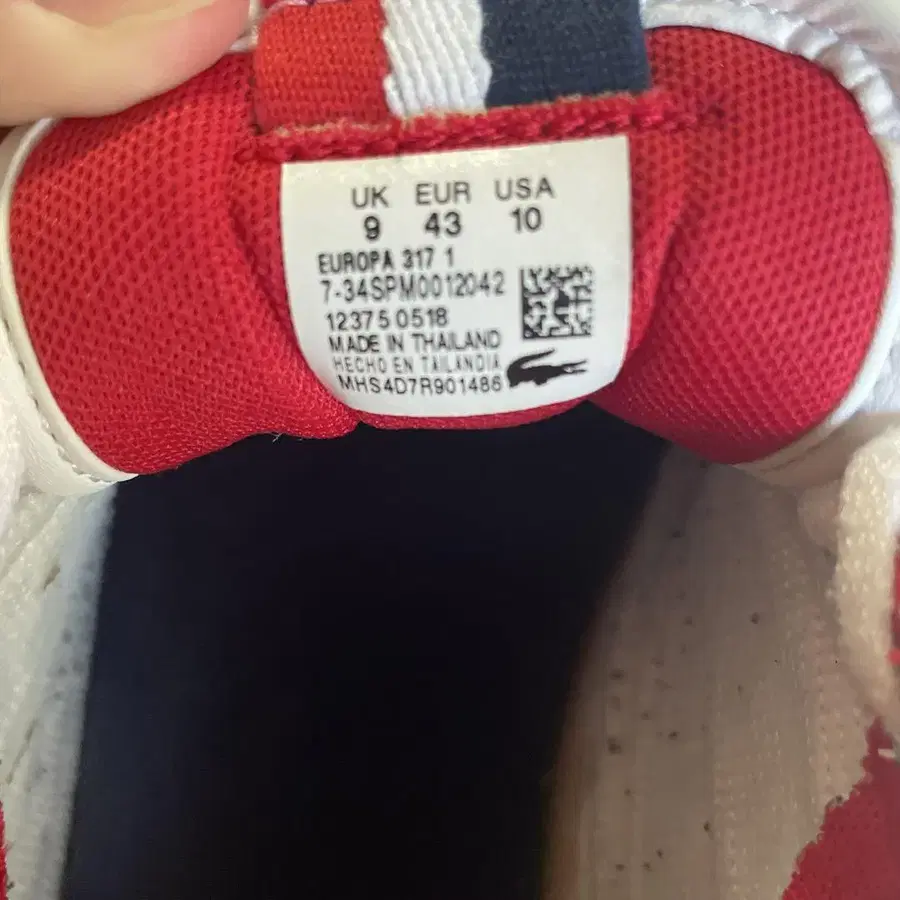 UK EUR USA
9 43 10
EUROPA 317 1
7-34SPM0012042
12375 0518
MADE IN THAILAND
HECHO EN TAILANDIA
MHS4D7R901486